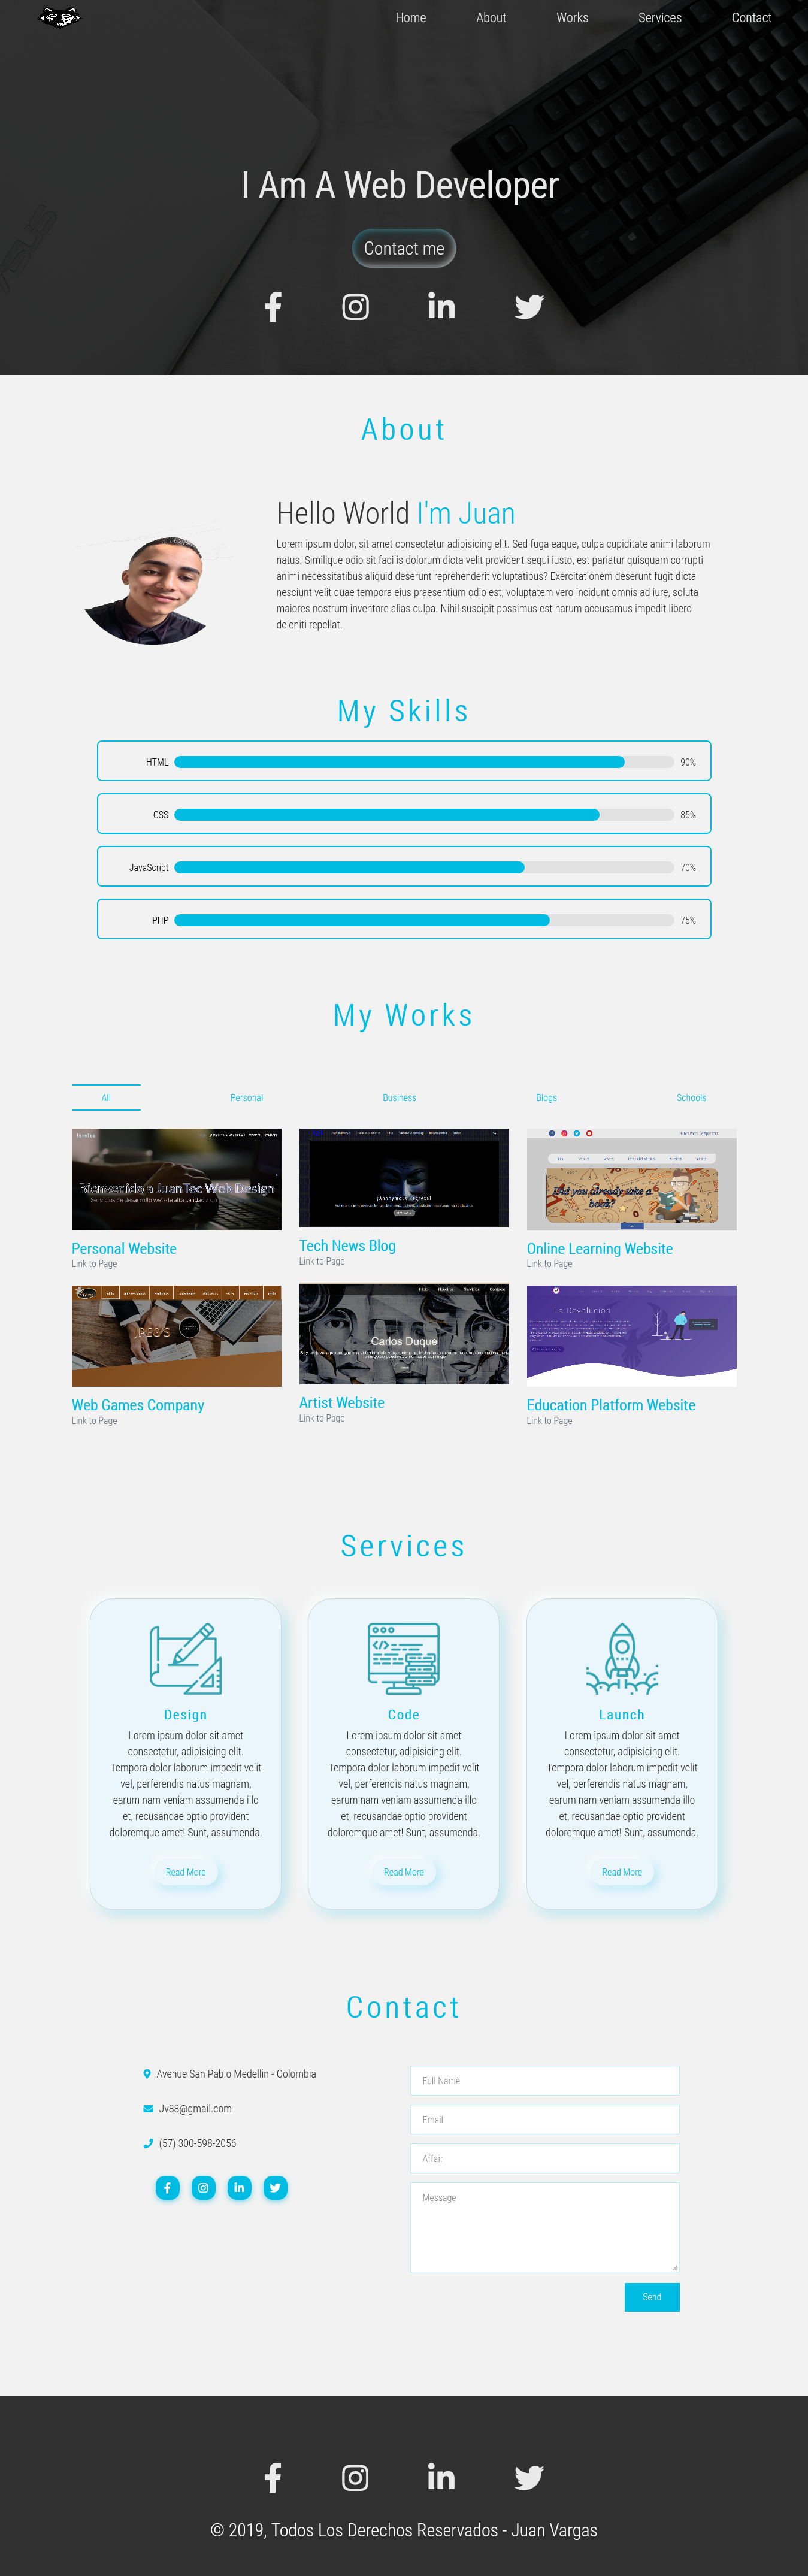 Home About Works Services Contact
I Am A Web Developer
Contact me
About
Hello World I'm Juan
Lorem ipsum dolor, sit amet consectetur adipisicing elit. Sed fuga eaque, culpa cupiditate animi laborum
natus! Similique odio sit facilis dolorum dicta velit provident sequi iusto, est pariatur quisquam corrupti
animi necessitatibus aliquid deserunt reprehenderit voluptatibus? Exercitationem deserunt fugit dicta
nesciunt velit quae tempora eius praesentium odio est, voluptatem vero incidunt omnis ad iure, soluta
maiores nostrum inventore alias culpa. Nihil suscipit possimus est harum accusamus impedit libero
deleniti repellat.
My Skills
HTML 90%
CSS 85%
JavaScript 70%
PHP 75%
My Works
All Personal Business Blogs Schools
Bienvenido a JuanTec Web Design
Personal Website
Link to Page
Tech News Blog
Link to Page
Did you already take a
book?
Online Learning Website
Link to Page
JPEG'S
Web Games Company
Link to Page
Carlos Duque
Artist Website
Link to Page
La Revolucion
Education Platform Website
Link to Page
Services
Design
Lorem ipsum dolor sit amet
consectetur, adipisicing elit.
Tempora dolor laborum impedit velit
vel, perferendis natus magnam,
earum nam veniam assumenda illo
et, recusandae optio provident
doloremque amet! Sunt, assumenda.
Read More
Code
Lorem ipsum dolor sit amet
consectetur, adipisicing elit.
Tempora dolor laborum impedit velit
vel, perferendis natus magnam,
earum nam veniam assumenda illo
et, recusandae optio provident
doloremque amet! Sunt, assumenda.
Read More
Launch
Lorem ipsum dolor sit amet
consectetur, adipisicing elit.
Tempora dolor laborum impedit velit
vel, perferendis natus magnam,
earum nam veniam assumenda illo
et, recusandae optio provident
doloremque amet! Sunt, assumenda.
Read More
Contact
Avenue San Pablo Medellin - Colombia
Jv88@gmail.com
(57) 300-598-2056
Full Name
Email
Affair
Message
Send
© 2019, Todos Los Derechos Reservados - Juan Vargas